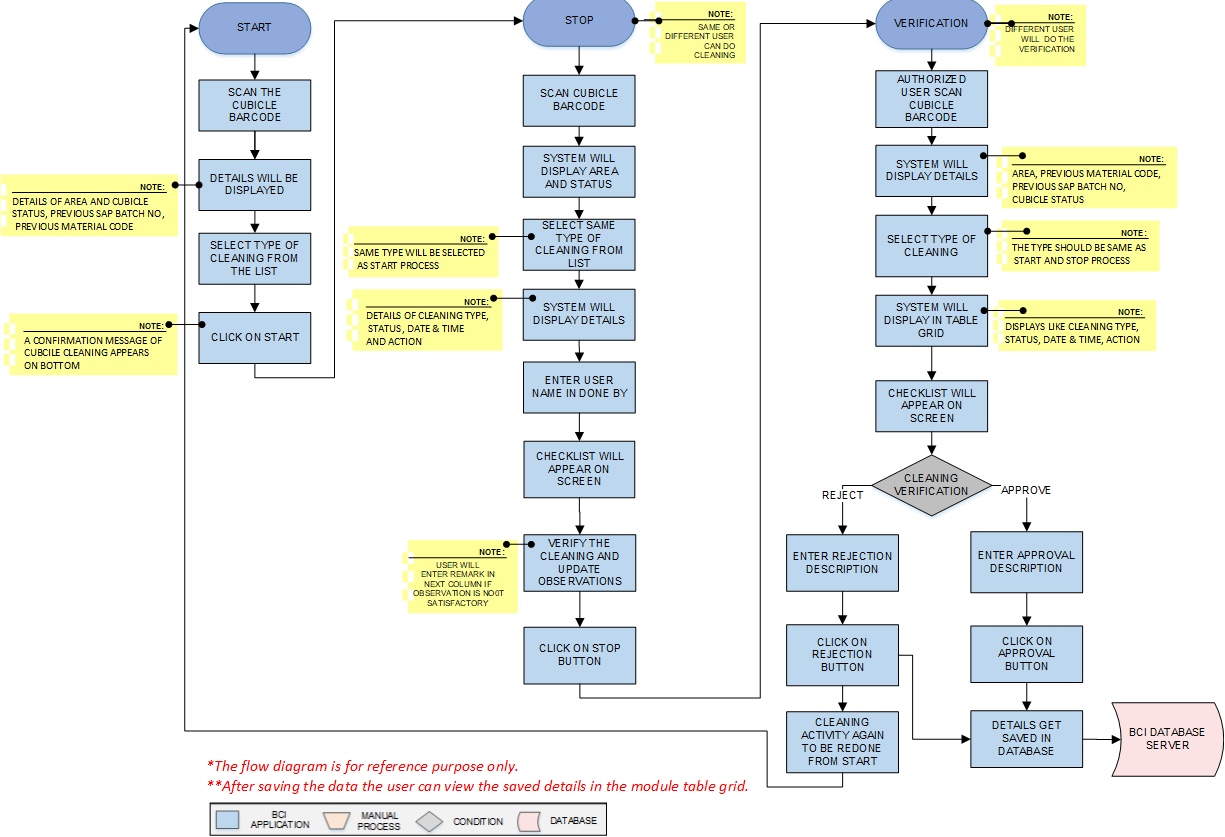 START
SCAN THE
CUBICLE
BARCODE
DETAILS WILL BE
DISPLAYED
NOTE:
DETAILS OF AREA AND CUBICLE
STATUS, PREVIOUS SAP BATCH NO,
PREVIOUS MATERIAL CODE
SELECT TYPE OF
CLEANING FROM
THE LIST
CLICK ON START
NOTE:
A CONFIRMATION MESSAGE OF
CUBCILE CLEANING APPEARS
ON BOTTOM
STOP
NOTE:
SAME OR
DIFFERENT USER
CAN DO
CLEANING
SCAN CUBICLE
BARCODE
SYSTEM WILL
DISPLAY AREA
AND STATUS
SELECT SAME
TYPE OF
CLEANING FROM
LIST
NOTE:
SAME TYPE WILL BE SELECTED
AS START PROCESS
SYSTEM WILL
DISPLAY DETAILS
NOTE:
DETAILS OF CLEANING TYPE,
STATUS, DATE & TIME
AND ACTION
ENTER USER
NAME IN DONE BY
CHECKLIST WILL
APPEAR ON
SCREEN
VERIFY THE
CLEANING AND
UPDATE
OBSERVATIONS
NOTE:
USER WILL
ENTER REMARK IN
NEXT COLUMN IF
OBSERVATION IS NO0T
SATISFACTORY
CLICK ON STOP
BUTTON
VERIFICATION
NOTE:
DIFFERENT USER
WILL DO THE
VERIFICATION
AUTHORIZED
USER SCAN
CUBICLE
BARCODE
SYSTEM WILL
DISPLAY DETAILS
NOTE:
AREA, PREVIOUS MATERIAL CODE,
PREVIOUS SAP BATCH NO,
CUBICLE STATUS
SELECT TYPE OF
CLEANING
NOTE:
THE TYPE SHOULD BE SAME AS
START AND STOP PROCESS
SYSTEM WILL
DISPLAY IN TABLE
GRID
NOTE:
DISPLAYS LIKE CLEANING TYPE,
STATUS, DATE & TIME, ACTION
CHECKLIST WILL
APPEAR ON
SCREEN
CLEANING
VERIFICATION
REJECT
APPROVE
ENTER REJECTION
DESCRIPTION
CLICK ON
REJECTION
BUTTON
CLEANING
ACTIVITY AGAIN
TO BE REDONE
FROM START
ENTER APPROVAL
DESCRIPTION
CLICK ON
APPROVAL
BUTTON
DETAILS GET
SAVED IN
DATABASE
BCI DATABASE
SERVER
*The flow diagram is for reference purpose only.
**After saving the data the user can view the saved details in the module table grid.
BCI
APPLICATION
MANUAL
PROCESS
CONDITION
DATABASE